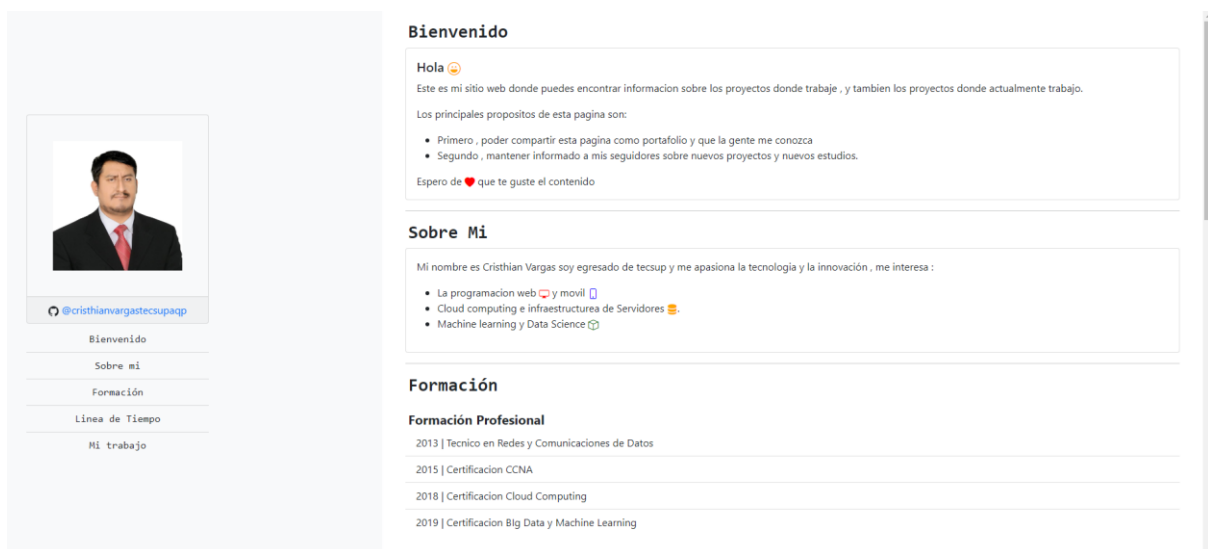 @cristhianvargastecsupaqp
Bienvenido
Sobre mi
Formación
Linea de Tiempo
Mi trabajo
Bienvenido
Hola
Este es mi sitio web donde puedes encontrar informacion sobre los proyectos donde trabaje , y tambien los proyectos donde actualmente trabajo.
Los principales propositos de esta pagina son:
Primero , poder compartir esta pagina como portafolio y que la gente me conozca
Segundo , mantener informado a mis seguidores sobre nuevos proyectos y nuevos estudios.
Espero de que te guste el contenido
Sobre Mi
Mi nombre es Cristhian Vargas soy egresado de tecsup y me apasiona la tecnologia y la innovación , me interesa :
La programacion web y movil
Cloud computing e infraestructurea de Servidores .
Machine learning y Data Science
Formación
Formación Profesional
2013 | Tecnico en Redes y Comunicaciones de Datos
2015 | Certificacion CCNA
2018 | Certificacion Cloud Computing
2019 | Certificacion BIg Data y Machine Learning